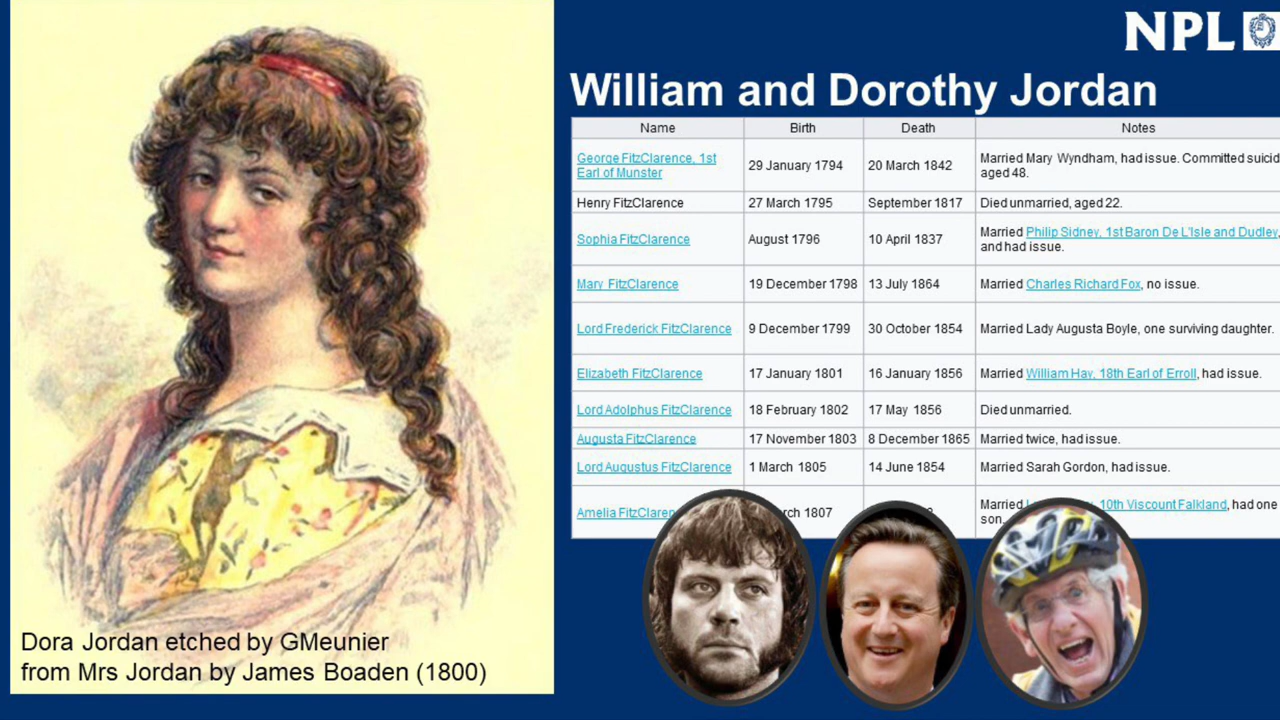 NPL
William and Dorothy Jordan
Name Birth Death Notes
George FitzClarence, 1st
Earl of Munster
29 January 1794 20 March 1842 Married Mary Wyndham, had issue. Committed suicid
aged 48.
Henry FitzClarence 27 March 1795 September 1817 Died unmarried, aged 22.
Sophia FitzClarence August 1796 10 April 1837 Married Philip Sidney, 1st Baron De L'Isle and Dudley,
and had issue.
Mary FitzClarence 19 December 1798 13 July 1864 Married Charles Richard Fox, no issue.
Lord Frederick FitzClarence 9 December 1799 30 October 1854 Married Lady Augusta Boyle, one surviving daughter.
Elizabeth FitzClarence 17 January 1801 16 January 1856 Married William Hay, 18th Earl of Erroll, had issue.
Lord Adolphus FitzClarence 18 February 1802 17 May 1856 Died unmarried.
Augusta FitzClarence 17 November 1803 8 December 1865 Married twice, had issue.
Lord Augustus FitzClarence 1 March 1805 14 June 1854 Married Sarah Gordon, had issue.
Amelia FitzClaren rch 1807 Married 10th Viscount Falkland, had one
son.
Dora Jordan etched by GMeunier
from Mrs Jordan by James Boaden (1800)